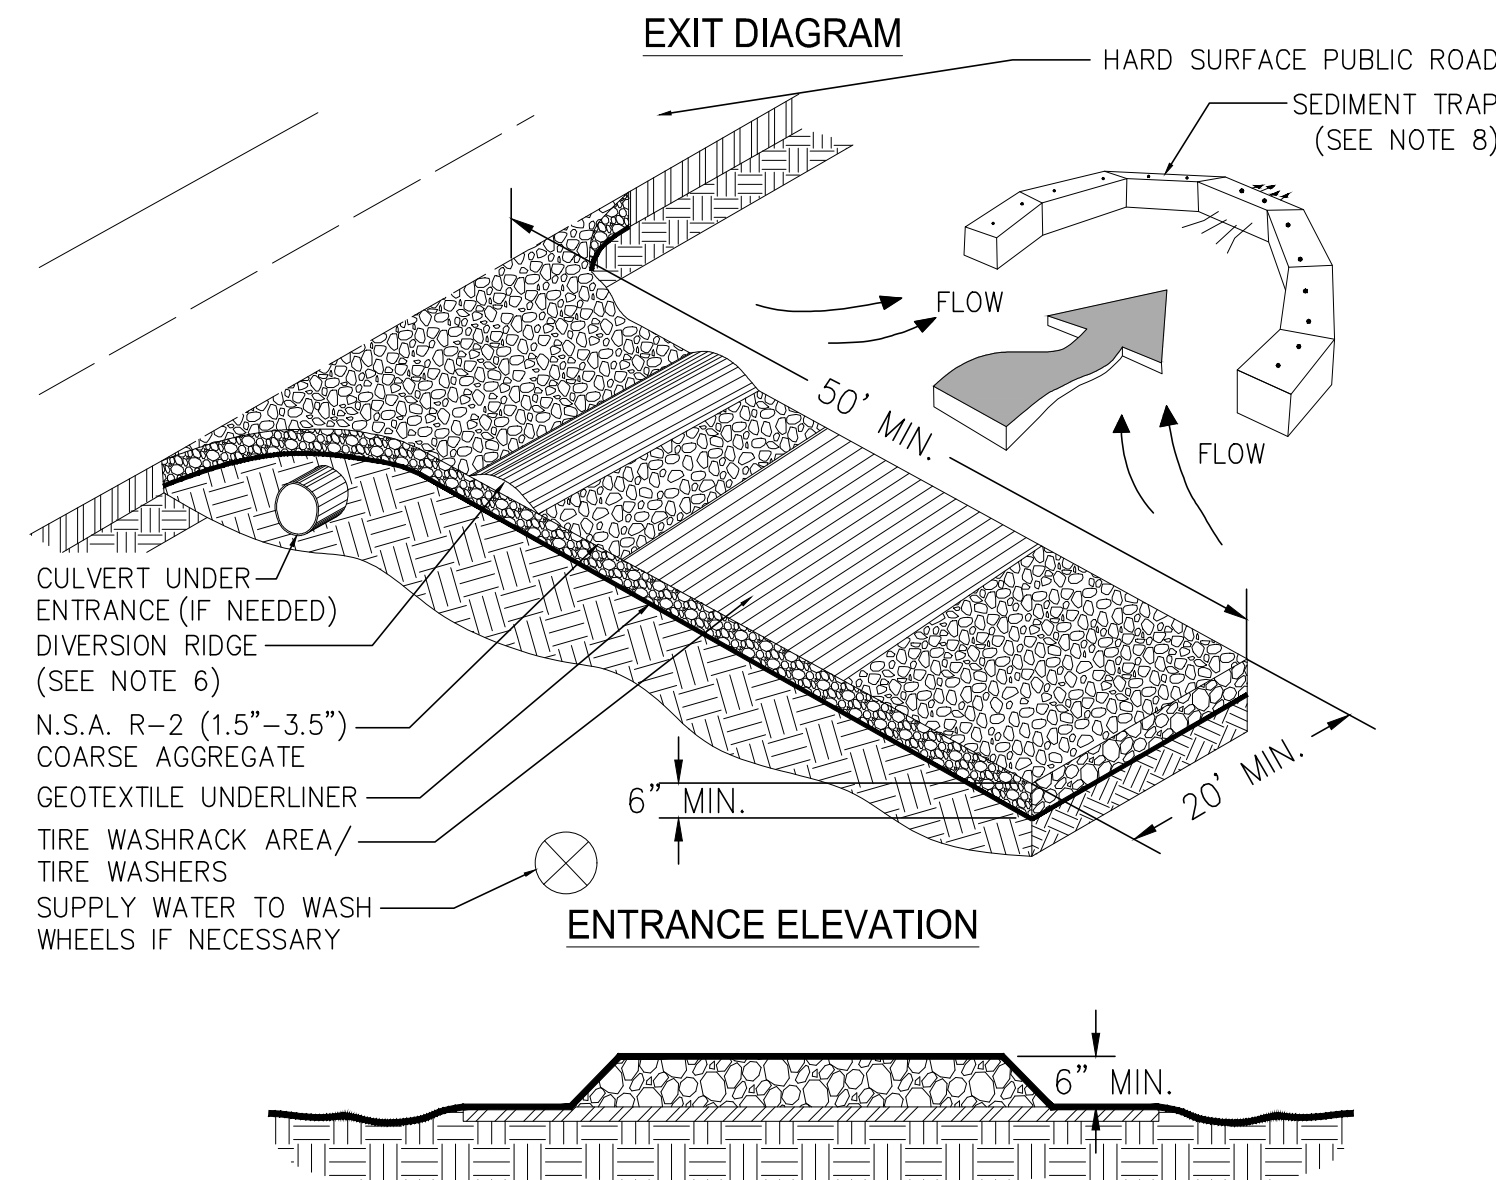 EXIT DIAGRAM
HARD SURFACE PUBLIC ROAD
SEDIMENT TRAP
(SEE NOTE 8)
FLOW
50' MIN.
FLOW
CULVERT UNDER
ENTRANCE (IF NEEDED)
DIVERSION RIDGE
(SEE NOTE 6)
N.S.A. R-2 (1.5"-3.5")
COARSE AGGREGATE
GEOTEXTILE UNDERLINER
TIRE WASHRACK AREA/
TIRE WASHERS
SUPPLY WATER TO WASH
WHEELS IF NECESSARY
6" MIN.
20' MIN.
ENTRANCE ELEVATION
6" MIN.